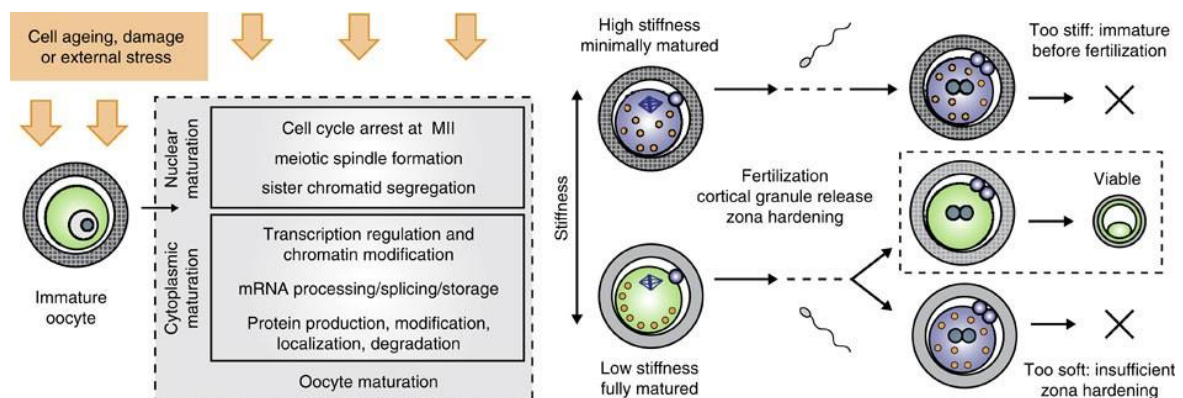 Cell ageing, damage
or external stress
Immature
oocyte
Nuclear
maturation
Cell cycle arrest at MII
meiotic spindle formation
sister chromatid segregation
Cytoplasmic
maturation
Transcription regulation and
chromatin modification
mRNA processing/splicing/storage
Protein production, modification,
localization, degradation
Oocyte maturation
High stiffness
minimally matured
Stiffness
Low stiffness
fully matured
Fertilization
cortical granule release
zona hardening
Too stiff: immature
before fertilization
Viable
Too soft: insufficient
zona hardening